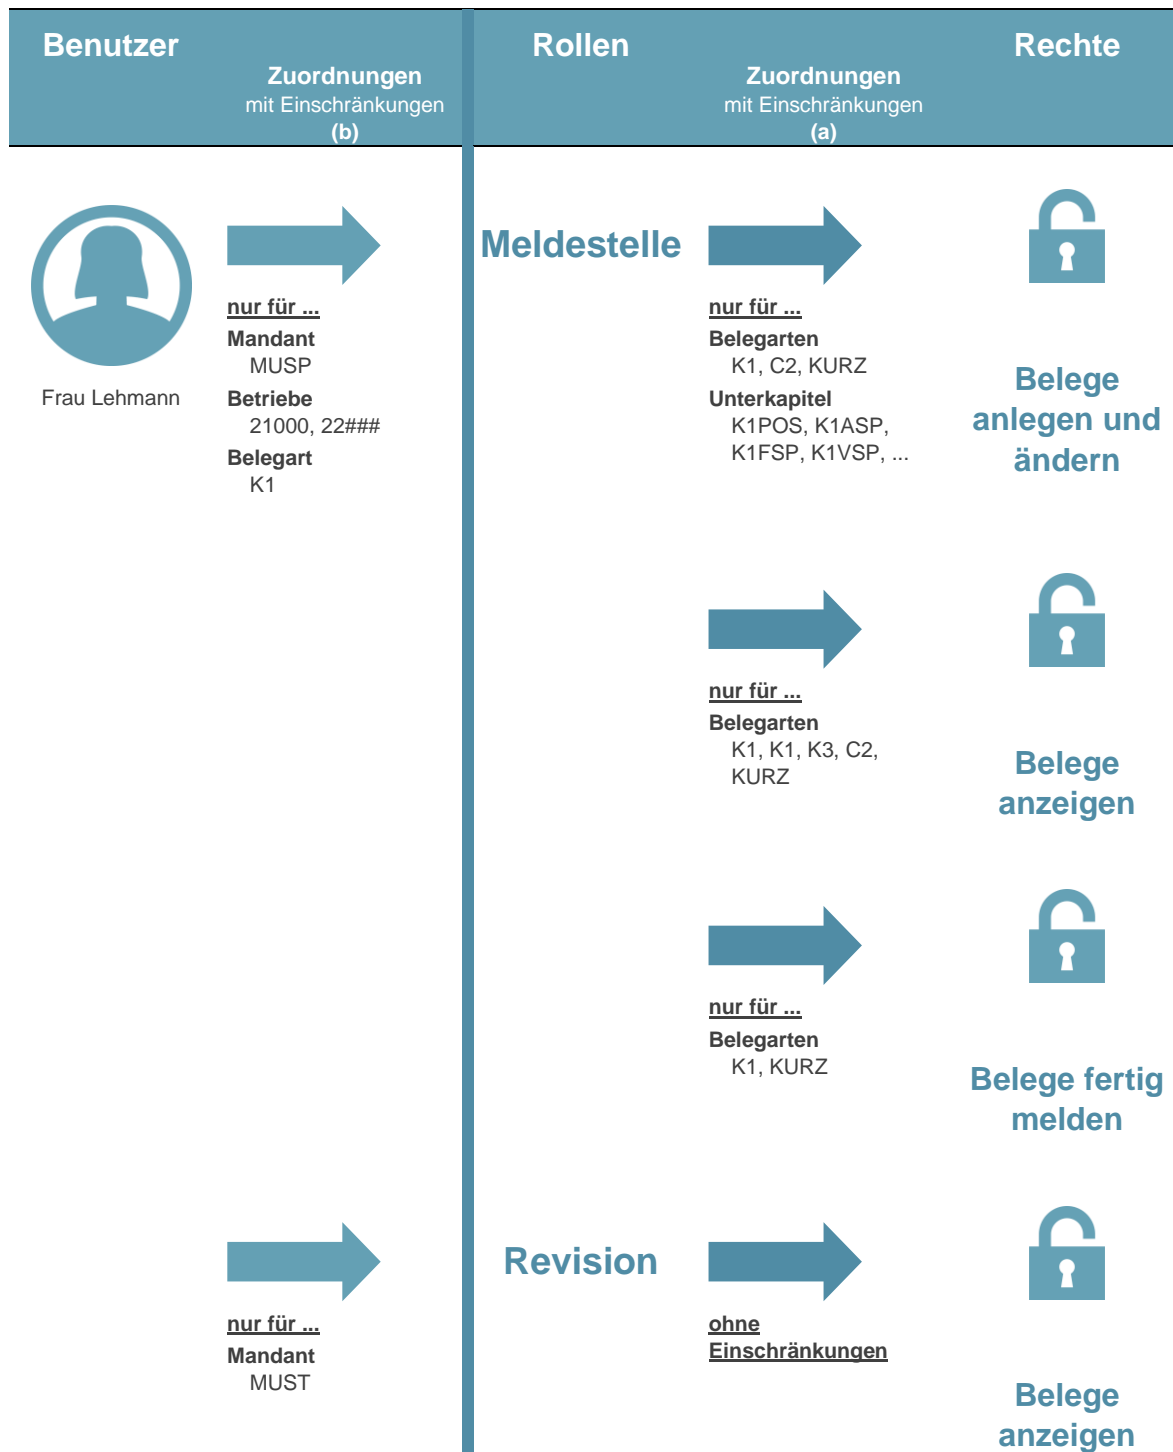 Benutzer
Zuordnungen
mit Einschränkungen
(b)
Rollen
Zuordnungen
mit Einschränkungen
(a)
Rechte
Frau Lehmann
nur für ...
Mandant
MUSP
Betriebe
21000, 22###
Belegart
K1
Meldestelle
nur für ...
Belegarten
K1, C2, KURZ
Unterkapitel
K1POS, K1ASP,
K1FSP, K1VSP, ...
Belege
anlegen und
ändern
nur für ...
Belegarten
K1, K1, K3, C2,
KURZ
Belege
anzeigen
nur für ...
Belegarten
K1, KURZ
Belege fertig
melden
nur für ...
Mandant
MUST
Revision
ohne
Einschränkungen
Belege
anzeigen